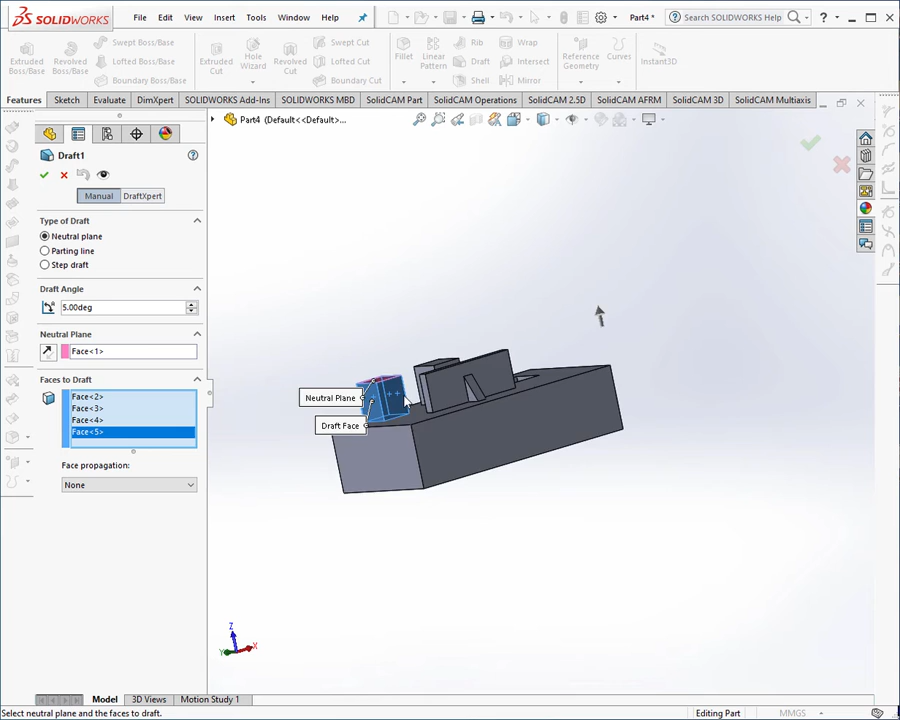 SOLIDWORKS File Edit View Insert Tools Window Help Part4 * Search SOLIDWORKS Help ?
Extruded Boss/Base Revolved Boss/Base Swept Boss/Base Lofted Boss/Base Boundary Boss/Base Extruded Cut Hole Wizard Revolved Cut Swept Cut Lofted Cut Boundary Cut Fillet Linear Pattern Rib Draft Shell Wrap Intersect Mirror Reference Geometry Curves Instant3D
Features Sketch Evaluate DimXpert SOLIDWORKS Add-Ins SOLIDWORKS MBD SolidCAM Part SolidCAM Operations SolidCAM 2.5D SolidCAM AFRM SolidCAM 3D SolidCAM Multiaxis
Part4 (Default<<Default>...
Draft1
Manual DraftXpert
Type of Draft
Neutral plane
Parting line
Step draft
Draft Angle
5.00deg
Neutral Plane
Face<1>
Faces to Draft
Face<2>
Face<3>
Face<4>
Face<5>
Face propagation:
None
Neutral Plane
Draft Face
Z
Y X
Model 3D Views Motion Study 1
Select neutral plane and the faces to draft. Editing Part MMGS